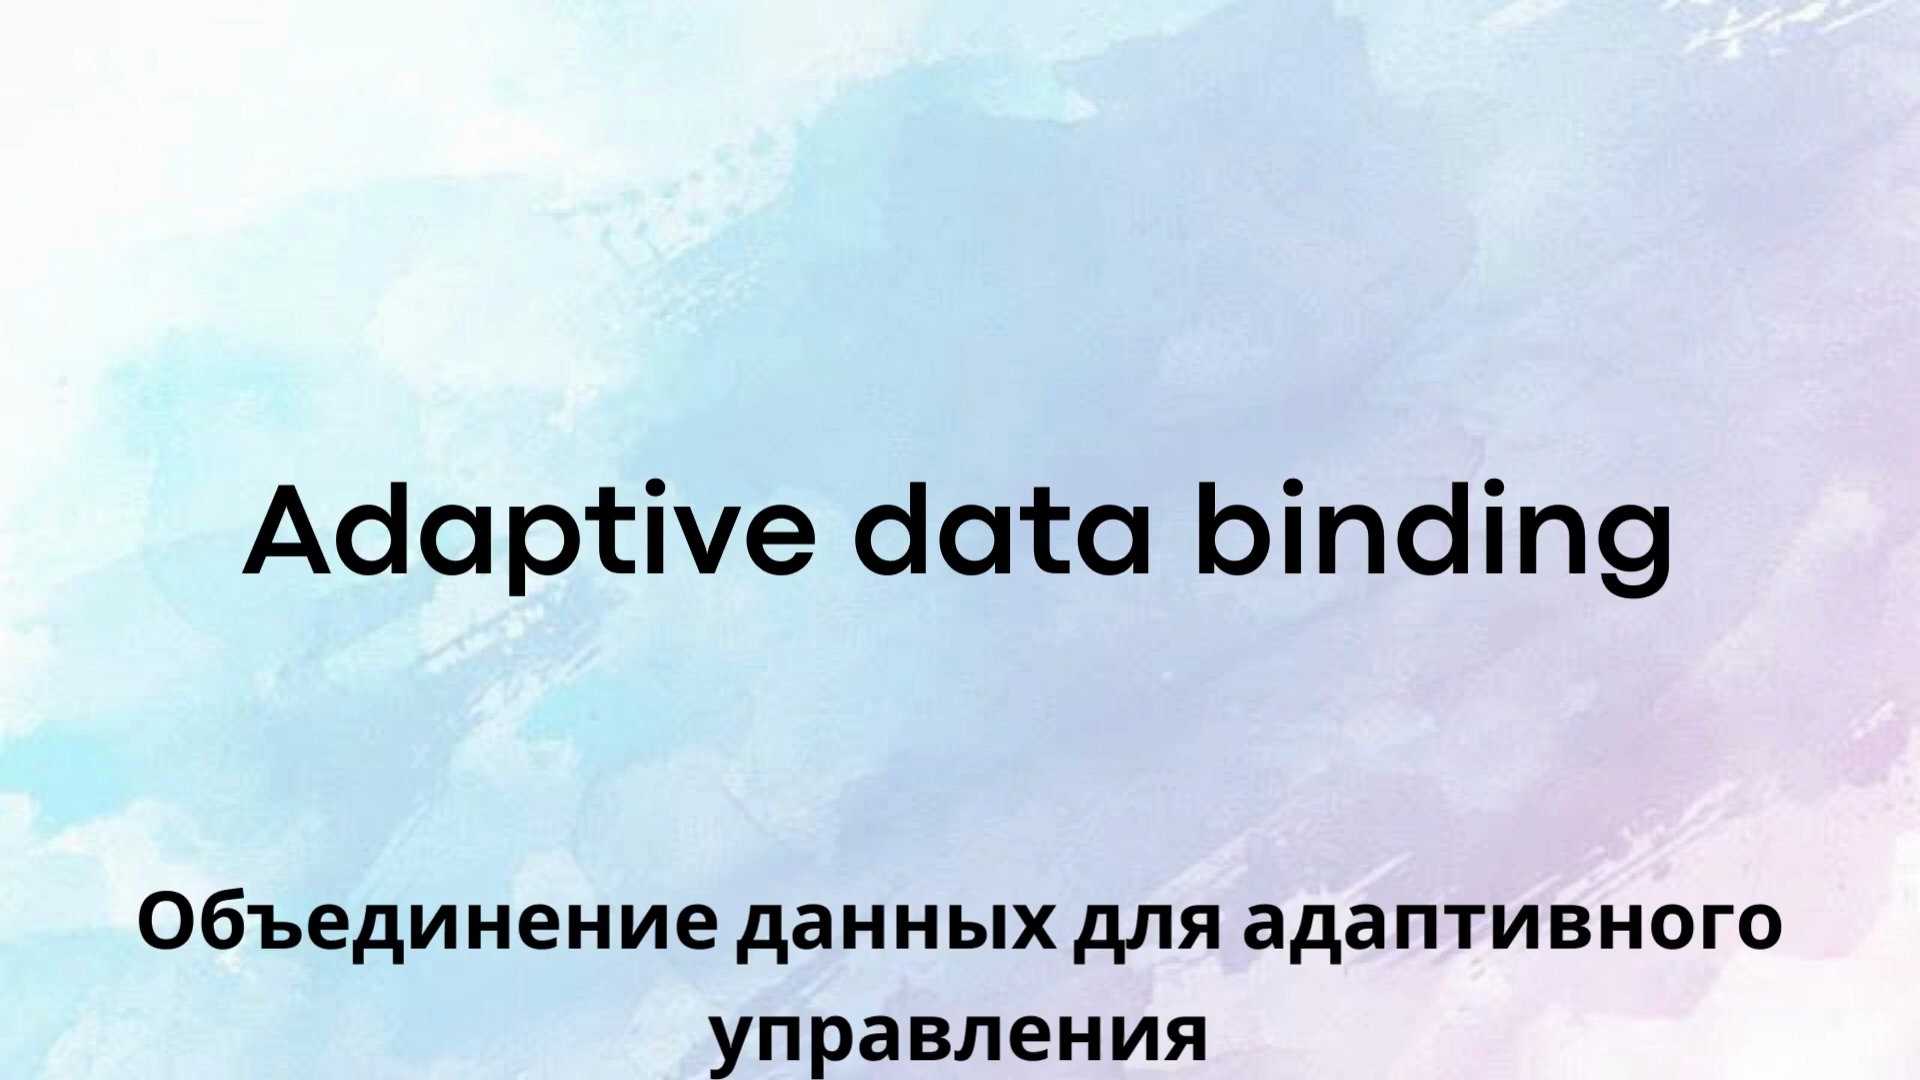 Adaptive data binding
Объединение данных для адаптивного
управления